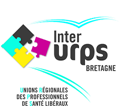 Inter
urps
BRETAGNE
UNIONS RÉGIONALES
DES PROFESSIONNELS
DE SANTÉ LIBÉRAUX